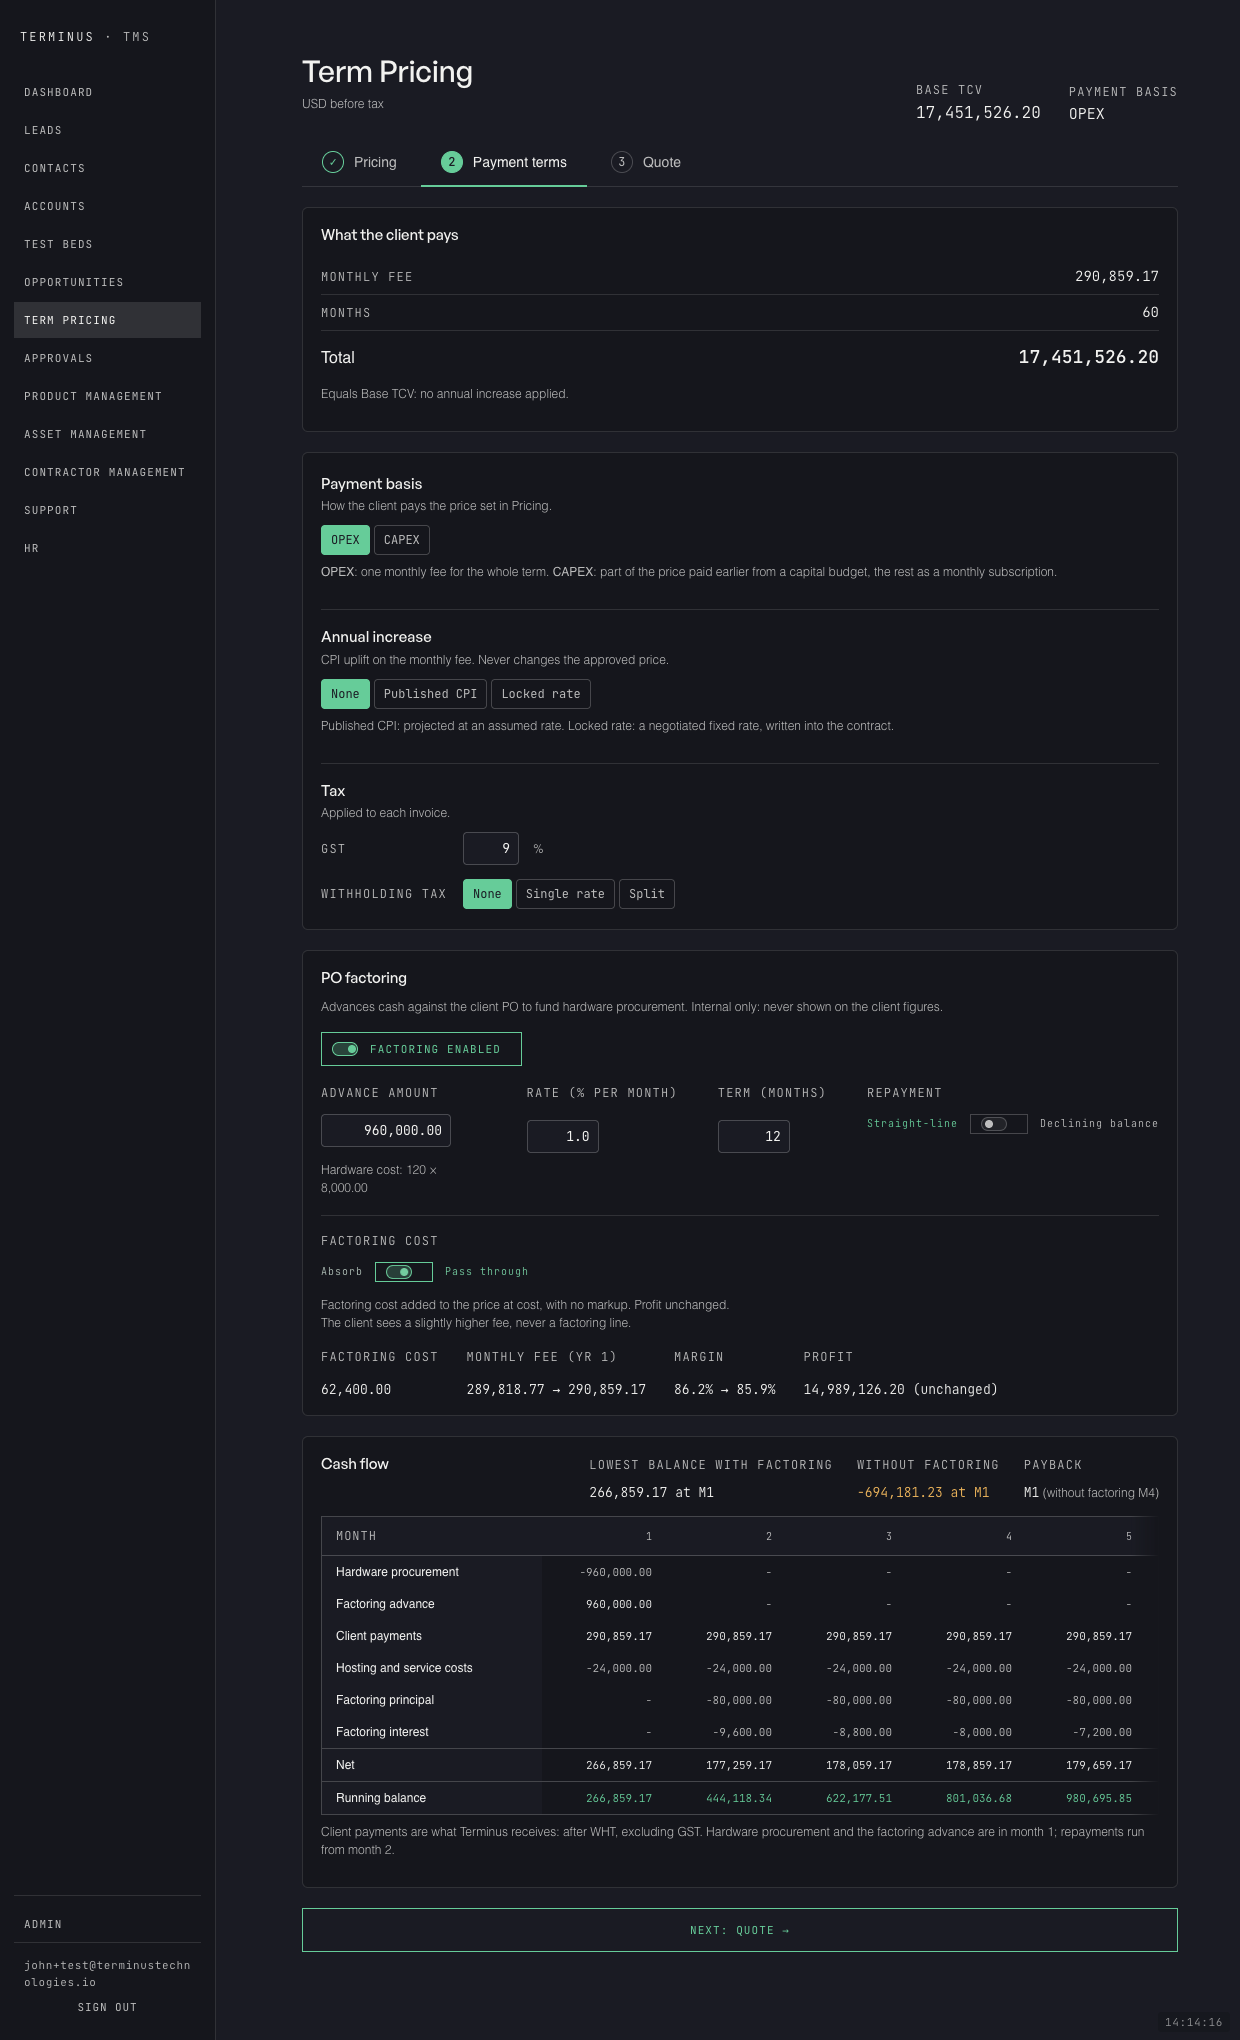 TERMINUS · TMS
DASHBOARD
LEADS
CONTACTS
ACCOUNTS
TEST BEDS
OPPORTUNITIES
TERM PRICING
APPROVALS
PRODUCT MANAGEMENT
ASSET MANAGEMENT
CONTRACTOR MANAGEMENT
SUPPORT
HR
ADMIN
john+test@terminustechn
ologies.io
SIGN OUT
Term Pricing
USD before tax
BASE TCV
17,451,526.20
PAYMENT BASIS
OPEX
✓ Pricing
2 Payment terms
3 Quote
What the client pays
MONTHLY FEE 290,859.17
MONTHS 60
Total 17,451,526.20
Equals Base TCV: no annual increase applied.
Payment basis
How the client pays the price set in Pricing.
OPEX CAPEX
OPEX: one monthly fee for the whole term. CAPEX: part of the price paid earlier from a capital budget, the rest as a monthly subscription.
Annual increase
CPI uplift on the monthly fee. Never changes the approved price.
None Published CPI Locked rate
Published CPI: projected at an assumed rate. Locked rate: a negotiated fixed rate, written into the contract.
Tax
Applied to each invoice.
GST 9 %
WITHHOLDING TAX None Single rate Split
PO factoring
Advances cash against the client PO to fund hardware procurement. Internal only: never shown on the client figures.
FACTORING ENABLED
ADVANCE AMOUNT RATE (% PER MONTH) TERM (MONTHS) REPAYMENT
960,000.00 1.0 12 Straight-line Declining balance
Hardware cost: 120 ×
8,000.00
FACTORING COST
Absorb Pass through
Factoring cost added to the price at cost, with no markup. Profit unchanged.
The client sees a slightly higher fee, never a factoring line.
FACTORING COST MONTHLY FEE (YR 1) MARGIN PROFIT
62,400.00 289,818.77 → 290,859.17 86.2% → 85.9% 14,989,126.20 (unchanged)
Cash flow
LOWEST BALANCE WITH FACTORING WITHOUT FACTORING PAYBACK
266,859.17 at M1 -694,181.23 at M1 M1 (without factoring M4)
MONTH 1 2 3 4 5
Hardware procurement -960,000.00 - - - -
Factoring advance 960,000.00 - - - -
Client payments 290,859.17 290,859.17 290,859.17 290,859.17 290,859.17
Hosting and service costs -24,000.00 -24,000.00 -24,000.00 -24,000.00 -24,000.00
Factoring principal - -80,000.00 -80,000.00 -80,000.00 -80,000.00
Factoring interest - -9,600.00 -8,800.00 -8,000.00 -7,200.00
Net 266,859.17 177,259.17 178,059.17 178,859.17 179,659.17
Running balance 266,859.17 444,118.34 622,177.51 801,036.68 980,695.85
Client payments are what Terminus receives: after WHT, excluding GST. Hardware procurement and the factoring advance are in month 1; repayments run
from month 2.
NEXT: QUOTE →
14:14:16